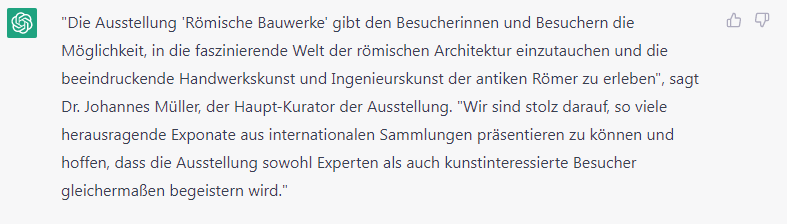 "Die Ausstellung 'Römische Bauwerke' gibt den Besucherinnen und Besuchern die
Möglichkeit, in die faszinierende Welt der römischen Architektur einzutauchen und die
beeindruckende Handwerkskunst und Ingenieurskunst der antiken Römer zu erleben", sagt
Dr. Johannes Müller, der Haupt-Kurator der Ausstellung. "Wir sind stolz darauf, so viele
herausragende Exponate aus internationalen Sammlungen präsentieren zu können und
hoffen, dass die Ausstellung sowohl Experten als auch kunstinteressierte Besucher
gleichermaßen begeistern wird."